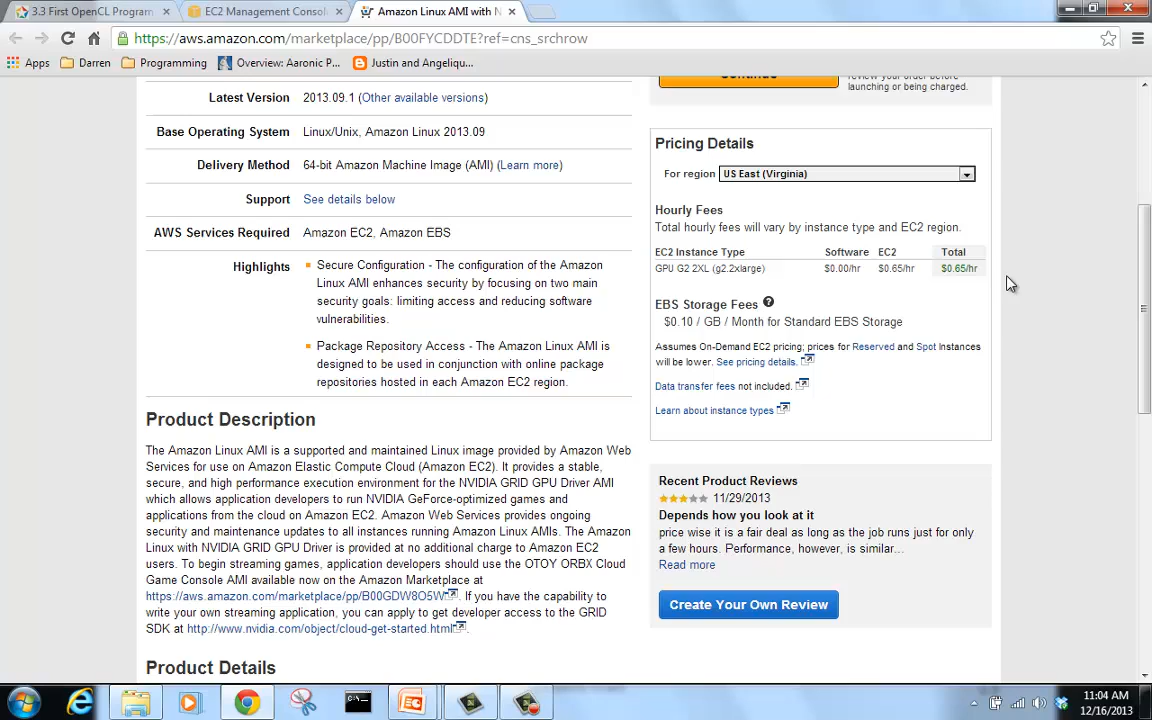 3.3 First OpenCL Program
EC2 Management Consol
Amazon Linux AMI with N
https://aws.amazon.com/marketplace/pp/B00FYCDDTE?ref=cns_srchrow
Apps
Darren
Programming
Overview: Aaronic P...
Justin and Angeliqu...
Latest Version
2013.09.1 (Other available versions)
Base Operating System
Linux/Unix, Amazon Linux 2013.09
Delivery Method
64-bit Amazon Machine Image (AMI) (Learn more)
Support
See details below
AWS Services Required
Amazon EC2, Amazon EBS
Highlights
Secure Configuration - The configuration of the Amazon
Linux AMI enhances security by focusing on two main
security goals: limiting access and reducing software
vulnerabilities.
Package Repository Access - The Amazon Linux AMI is
designed to be used in conjunction with online package
repositories hosted in each Amazon EC2 region.
Product Description
The Amazon Linux AMI is a supported and maintained Linux image provided by Amazon Web
Services for use on Amazon Elastic Compute Cloud (Amazon EC2). It provides a stable,
secure, and high performance execution environment for the NVIDIA GRID GPU Driver AMI
which allows application developers to run NVIDIA GeForce-optimized games and
applications from the cloud on Amazon EC2. Amazon Web Services provides ongoing
security and maintenance updates to all instances running Amazon Linux AMIs. The Amazon
Linux with NVIDIA GRID GPU Driver is provided at no additional charge to Amazon EC2
users. To begin streaming games, application developers should use the OTOY ORBX Cloud
Game Console AMI available now on the Amazon Marketplace at
https://aws.amazon.com/marketplace/pp/B00GDW8O5W. If you have the capability to
write your own streaming application, you can apply to get developer access to the GRID
SDK at http://www.nvidia.com/object/cloud-get-started.html.
Product Details
Continue
review your order before
launching or being charged.
Pricing Details
For region
US East (Virginia)
Hourly Fees
Total hourly fees will vary by instance type and EC2 region.
EC2 Instance Type Software EC2 Total
GPU G2 2XL (g2.2xlarge) $0.00/hr $0.65/hr $0.65/hr
EBS Storage Fees ?
$0.10 / GB / Month for Standard EBS Storage
Assumes On-Demand EC2 pricing; prices for Reserved and Spot Instances
will be lower. See pricing details.
Data transfer fees not included.
Learn about instance types
Recent Product Reviews
11/29/2013
Depends how you look at it
price wise it is a fair deal as long as the job runs just for only
a few hours. Performance, however, is similar...
Read more
Create Your Own Review
11:04 AM
12/16/2013